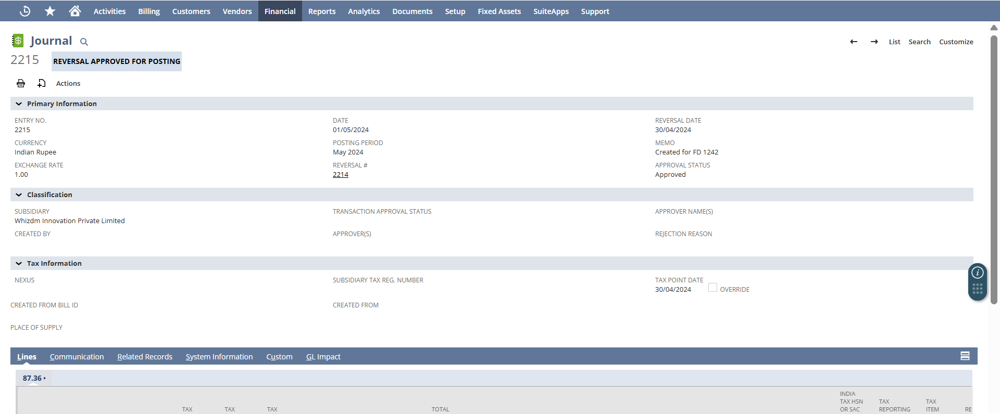 Activities Billing Customers Vendors Financial Reports Analytics Documents Setup Fixed Assets SuiteApps Support
Journal
List Search Customize
2215 REVERSAL APPROVED FOR POSTING
Actions
Primary Information
ENTRY NO.
2215
DATE
01/05/2024
REVERSAL DATE
30/04/2024
CURRENCY
Indian Rupee
POSTING PERIOD
May 2024
MEMO
Created for FD 1242
EXCHANGE RATE
1.00
REVERSAL #
2214
APPROVAL STATUS
Approved
Classification
SUBSIDIARY
Whizdm Innovation Private Limited
TRANSACTION APPROVAL STATUS
APPROVER NAME(S)
CREATED BY
APPROVER(S)
REJECTION REASON
Tax Information
NEXUS
SUBSIDIARY TAX REG. NUMBER
TAX POINT DATE
30/04/2024
OVERRIDE
CREATED FROM BILL ID
CREATED FROM
PLACE OF SUPPLY
Lines Communication Related Records System Information Custom GL Impact
87.36 •
TAX TAX TAX TOTAL
INDIA
TAX HSN
OR SAC
TAX
REPORTING
TAX
ITEM
RE